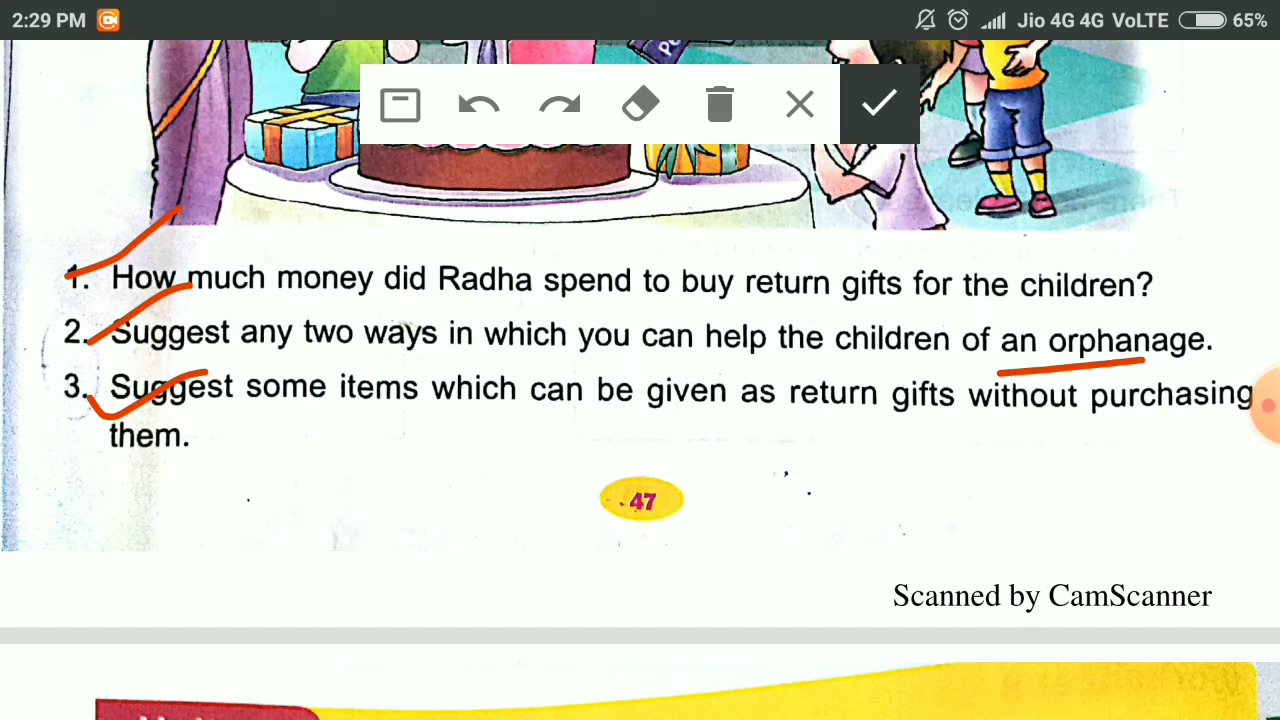 2:29 PM Jio 4G 4G VoLTE 65%
1. How much money did Radha spend to buy return gifts for the children?
2. Suggest any two ways in which you can help the children of an orphanage.
3. Suggest some items which can be given as return gifts without purchasing
them.
47
Scanned by CamScanner